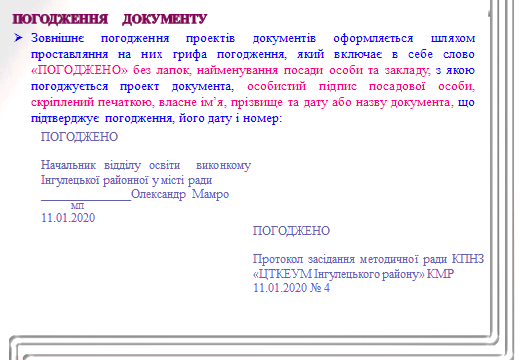 ПОГОДЖЕННЯ ДОКУМЕНТУ
➢ Зовнішнє погодження проектів документів оформляється шляхом
проставляння на них грифа погодження, який включає в себе слово
«ПОГОДЖЕНО» без лапок, найменування посади особи та закладу, з якою
погоджується проект документа, особистий підпис посадової особи,
скріплений печаткою, власне ім’я, прізвище та дату або назву документа, що
підтверджує погодження, його дату і номер:
ПОГОДЖЕНО
Начальник відділу освіти виконкому
Інгулецької районної у місті ради
_______________Олександр Мамро
мп
11.01.2020
ПОГОДЖЕНО
Протокол засідання методичної ради КПНЗ
«ЦТКЕУМ Інгулецького району» КМР
11.01.2020 № 4